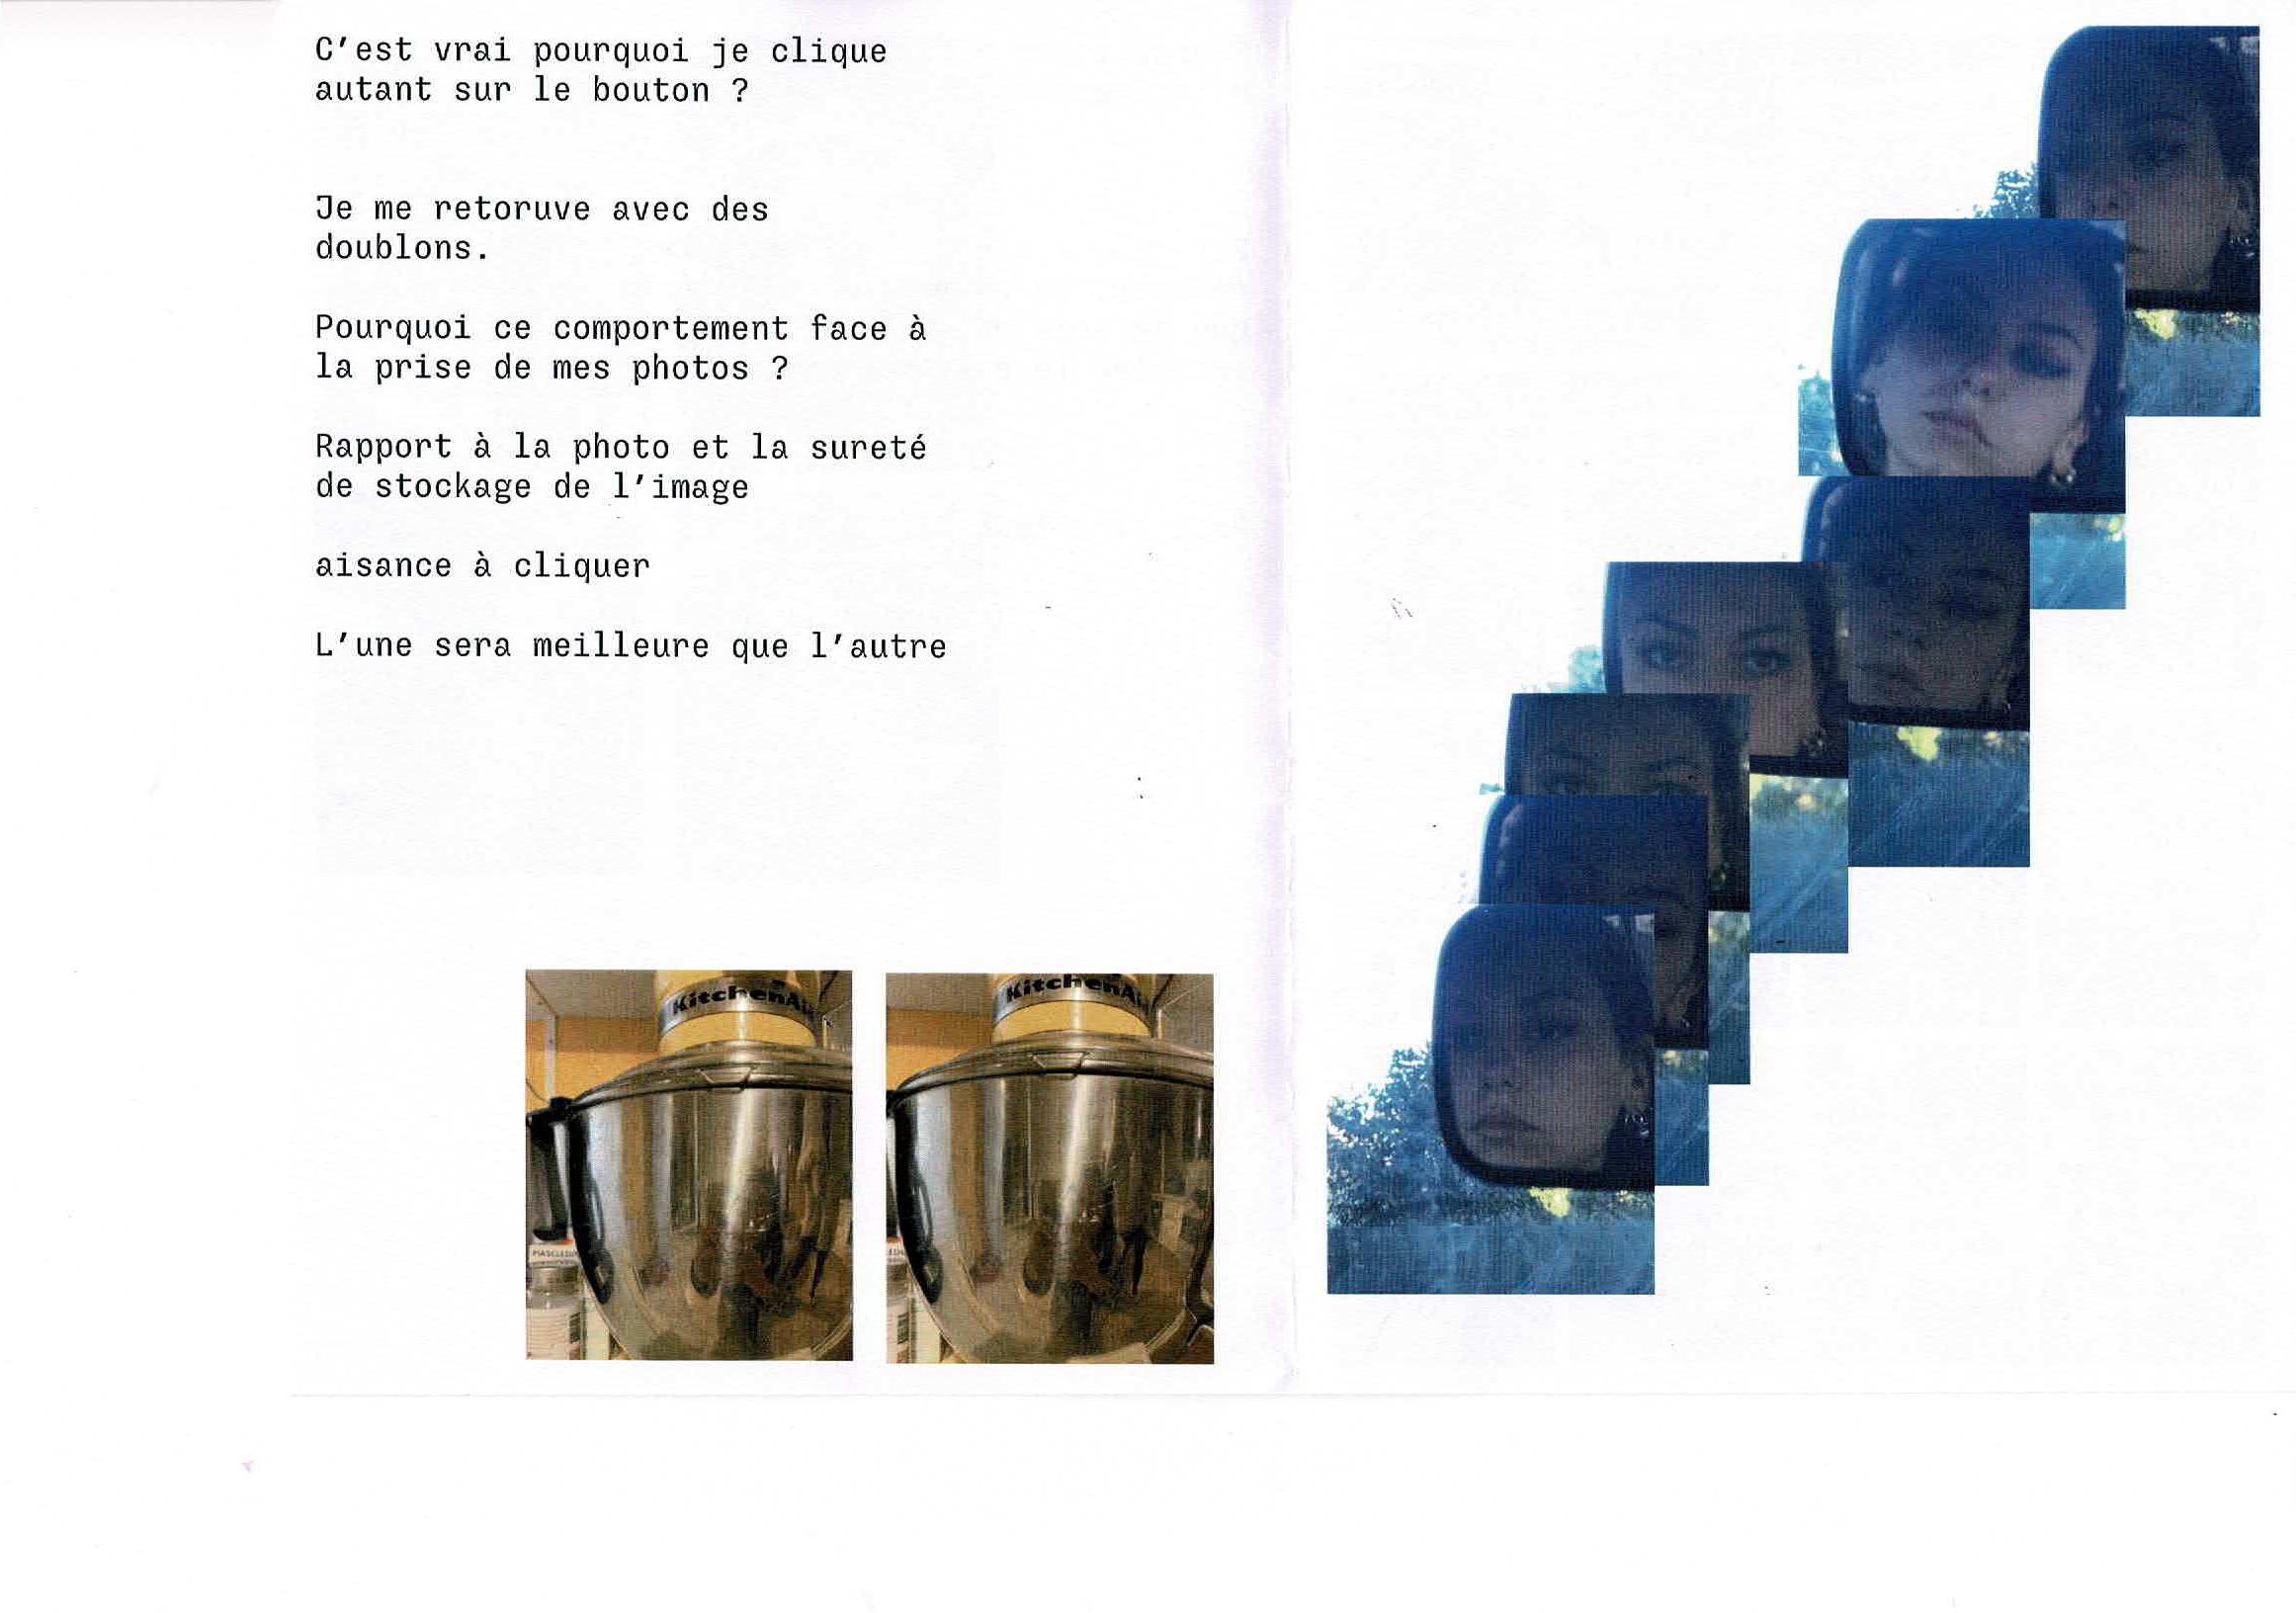 C'est vrai pourquoi je clique
autant sur le bouton ?
Je me retoruve avec des
doublons.
Pourquoi ce comportement face à
la prise de mes photos ?
Rapport à la photo et la sureté
de stockage de l'image
aisance à cliquer
L'une sera meilleure que l'autre
KitchenAi
KitchenA